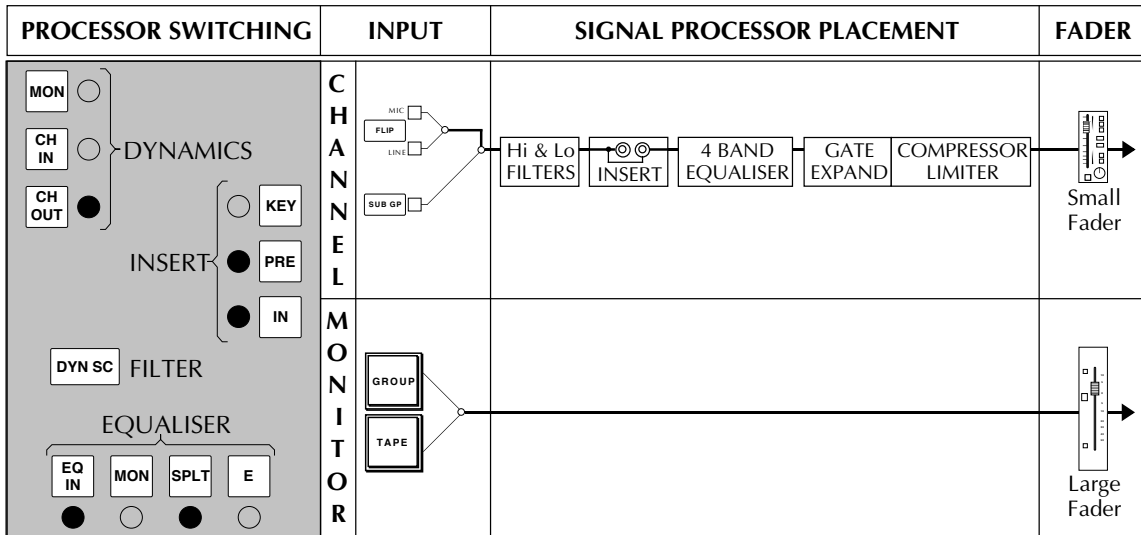 PROCESSOR SWITCHING
INPUT
SIGNAL PROCESSOR PLACEMENT
FADER
MON
CH
IN
CH
OUT
DYNAMICS
KEY
PRE
IN
INSERT
DYN SC
FILTER
EQUALISER
EQ
IN
MON
SPLT
E
CHANNEL
MIC
FLIP
LINE
SUB GP
Hi & Lo
FILTERS
INSERT
4 BAND
EQUALISER
GATE
EXPAND
COMPRESSOR
LIMITER
Small
Fader
MONITOR
GROUP
TAPE
Large
Fader